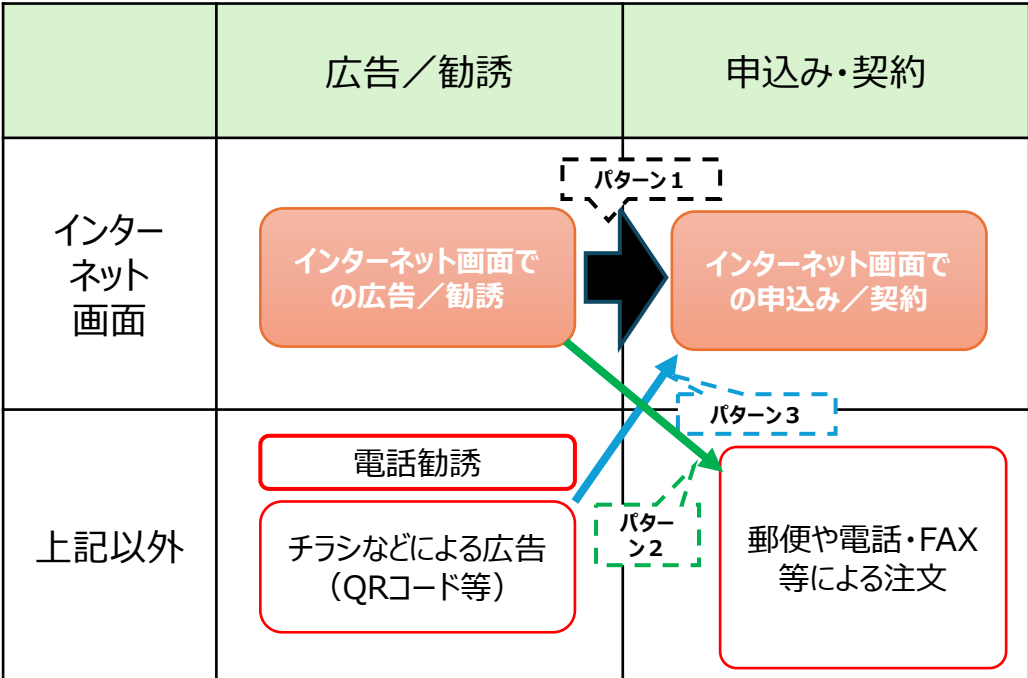 広告／勧誘
申込み・契約
インター
ネット
画面
パターン１
インターネット画面で
の広告／勧誘
インターネット画面で
の申込み／契約
パターン３
上記以外
電話勧誘
チラシなどによる広告
（QRコード等）
パター
ン２
郵便や電話・FAX
等による注文